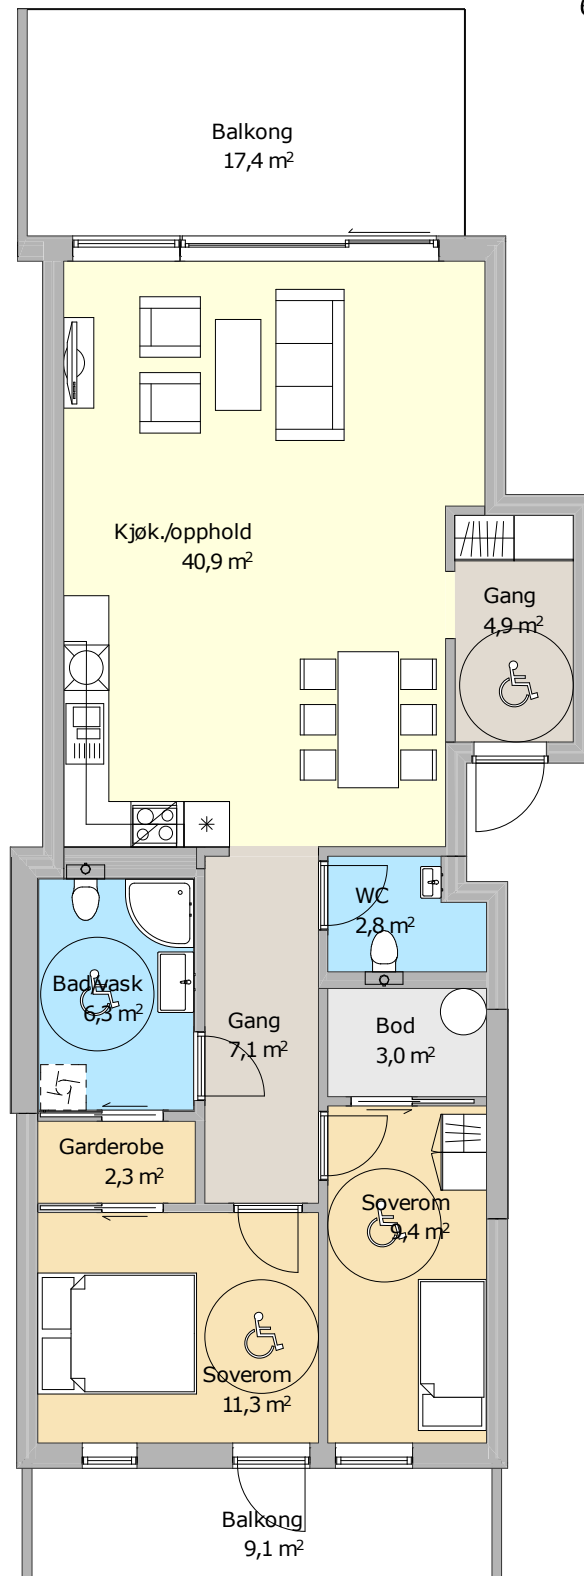 Balkong
17,4 m²
Kjøk./opphold
40,9 m²
Gang
4,9 m²
WC
2,8 m²
Bad/vask
6,3 m²
Gang
7,1 m²
Bod
3,0 m²
Garderobe
2,3 m²
Soverom
9,4 m²
Soverom
11,3 m²
Balkong
9,1 m²